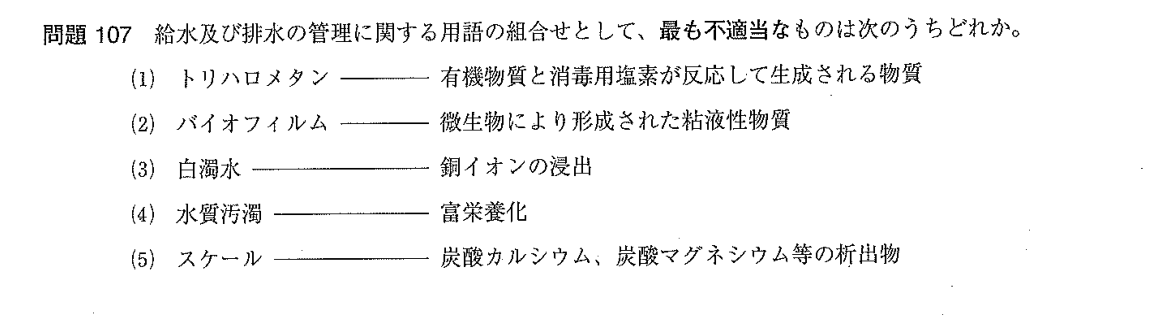 問題 107　給水及び排水の管理に関する用語の組合せとして、最も不適当なものは次のうちどれか。
(1)　トリハロメタン ――――― 有機物質と消毒用塩素が反応して生成される物質
(2)　バイオフィルム ――――― 微生物により形成された粘液性物質
(3)　白濁水 ――――――――― 銅イオンの浸出
(4)　水質汚濁 ―――――――― 富栄養化
(5)　スケール ―――――――― 炭酸カルシウム、炭酸マグネシウム等の析出物